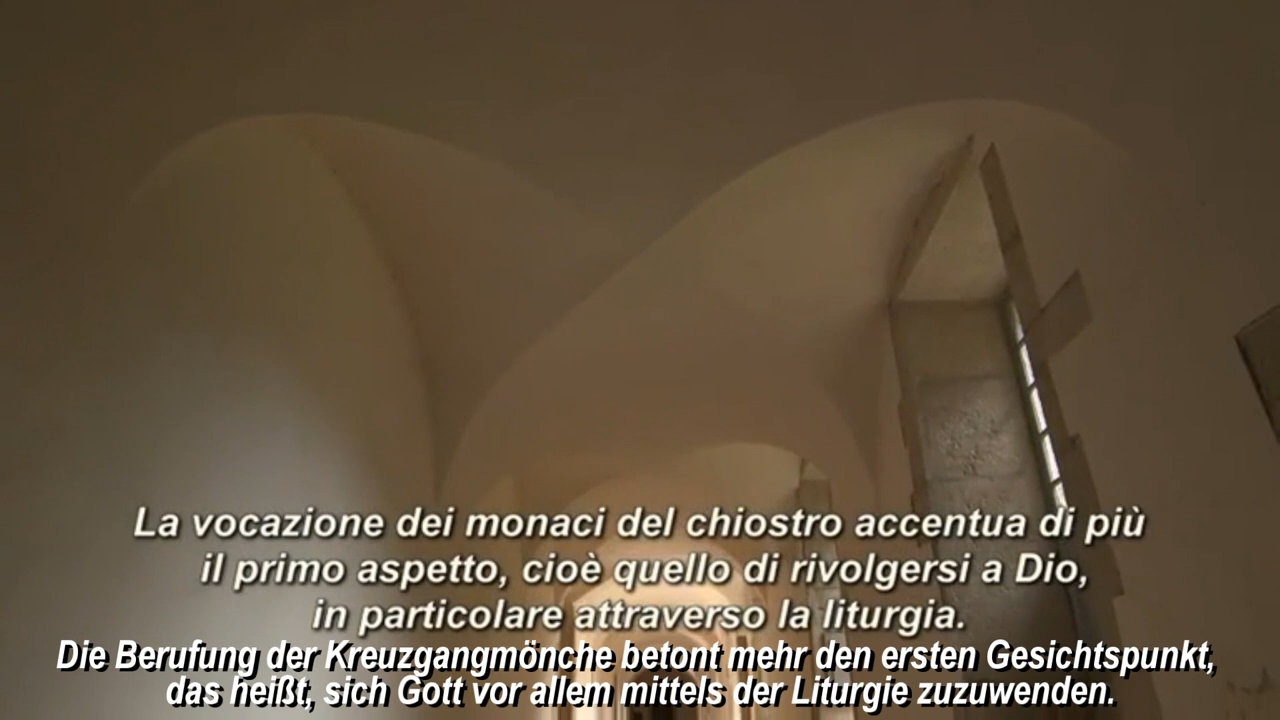 La vocazione dei monaci del chiostro accentua di più
il primo aspetto, cioè quello di rivolgersi a Dio,
in particolare attraverso la liturgia.
Die Berufung der Kreuzgangmönche betont mehr den ersten Gesichtspunkt,
das heißt, sich Gott vor allem mittels der Liturgie zuzuwenden.